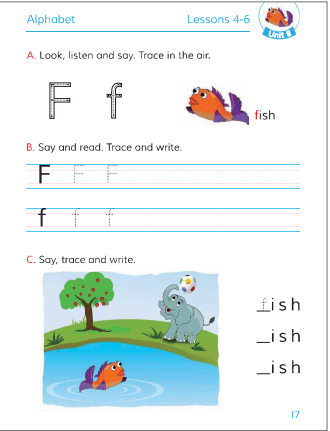 Alphabet
Lessons 4-6
Unit 8
A. Look, listen and say. Trace in the air.
F f
fish
B. Say and read. Trace and write.
F F F
f f f
C. Say, trace and write.
fish
_ish
_ish
17